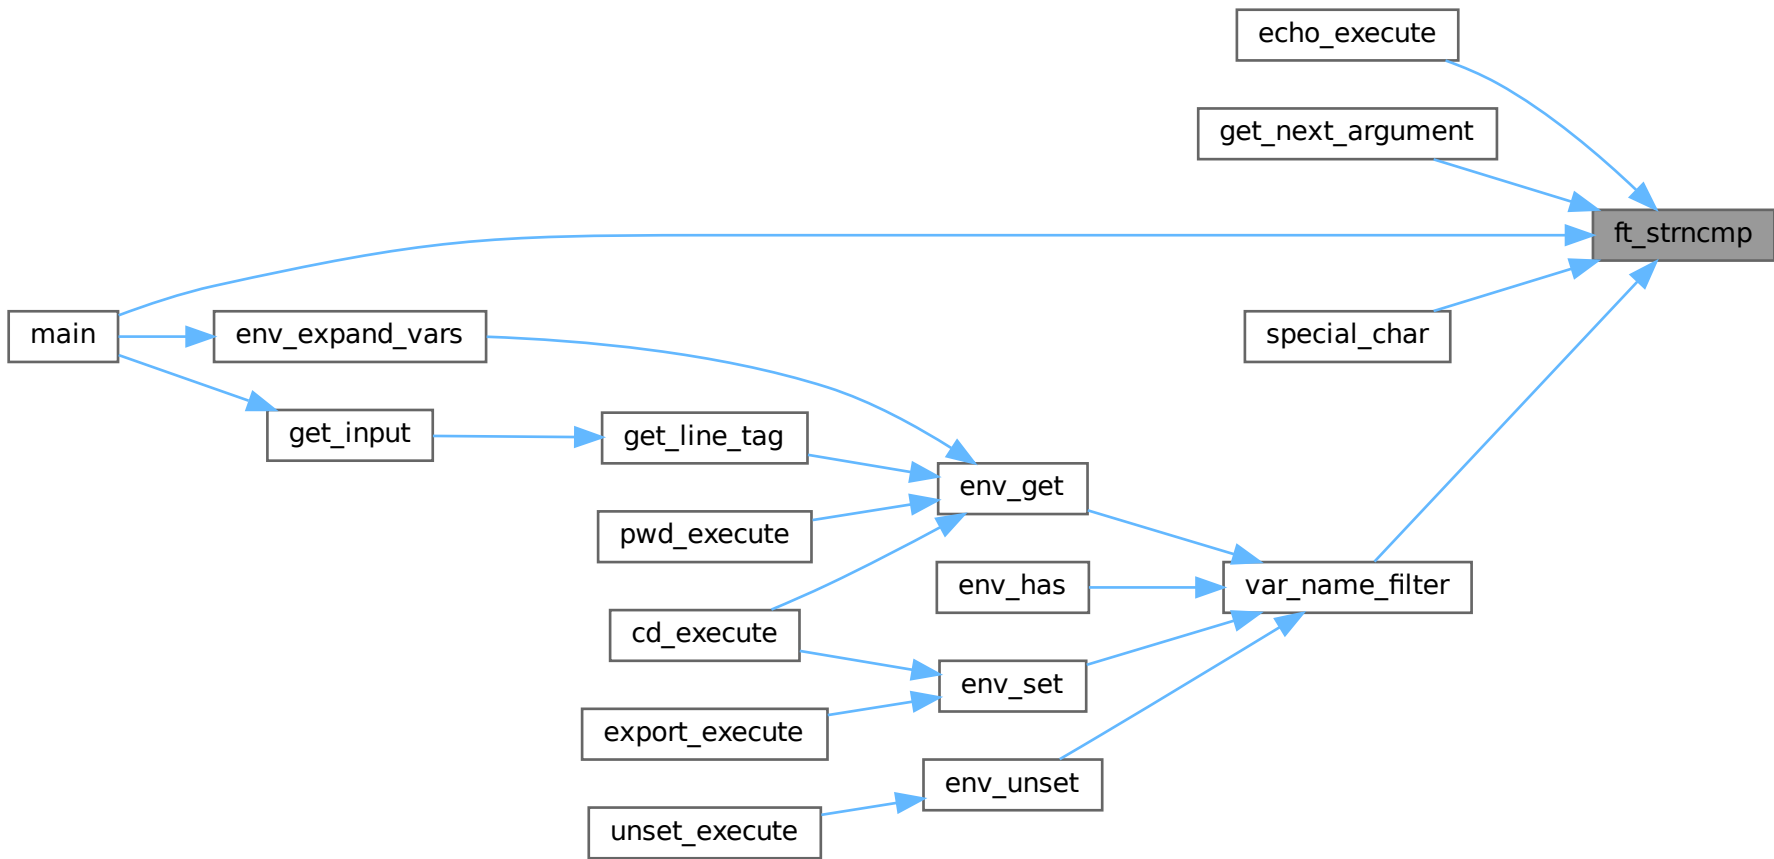 echo_execute
get_next_argument
ft_strncmp
main
env_expand_vars
special_char
get_input
get_line_tag
env_get
pwd_execute
env_has
var_name_filter
cd_execute
env_set
export_execute
env_unset
unset_execute